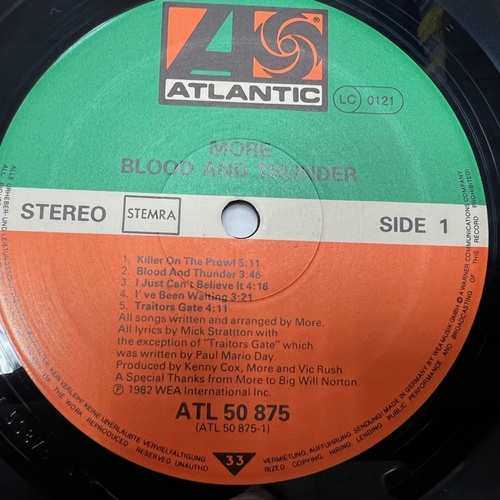 ATLANTIC
LC 0121
MORE
BLOOD AND THUNDER
STEREO STEMRA SIDE 1
1. Killer On The Prowl 5:11
2. Blood And Thunder 3:46
3. I Just Can't Believe It 4:16
4. I've Been Waiting 3:21
5. Traitors Gate 4:11
All songs written and arranged by More.
All lyrics by Mick Stratton with
the exception of "Traitors Gate" which
was written by Paul Mario Day.
Produced by Kenny Cox, More and Vic Rush
A Special Thanks from More to Big Will Norton
℗ 1982 WEA International Inc.
ATL 50 875
(ATL 50 875-1)
33